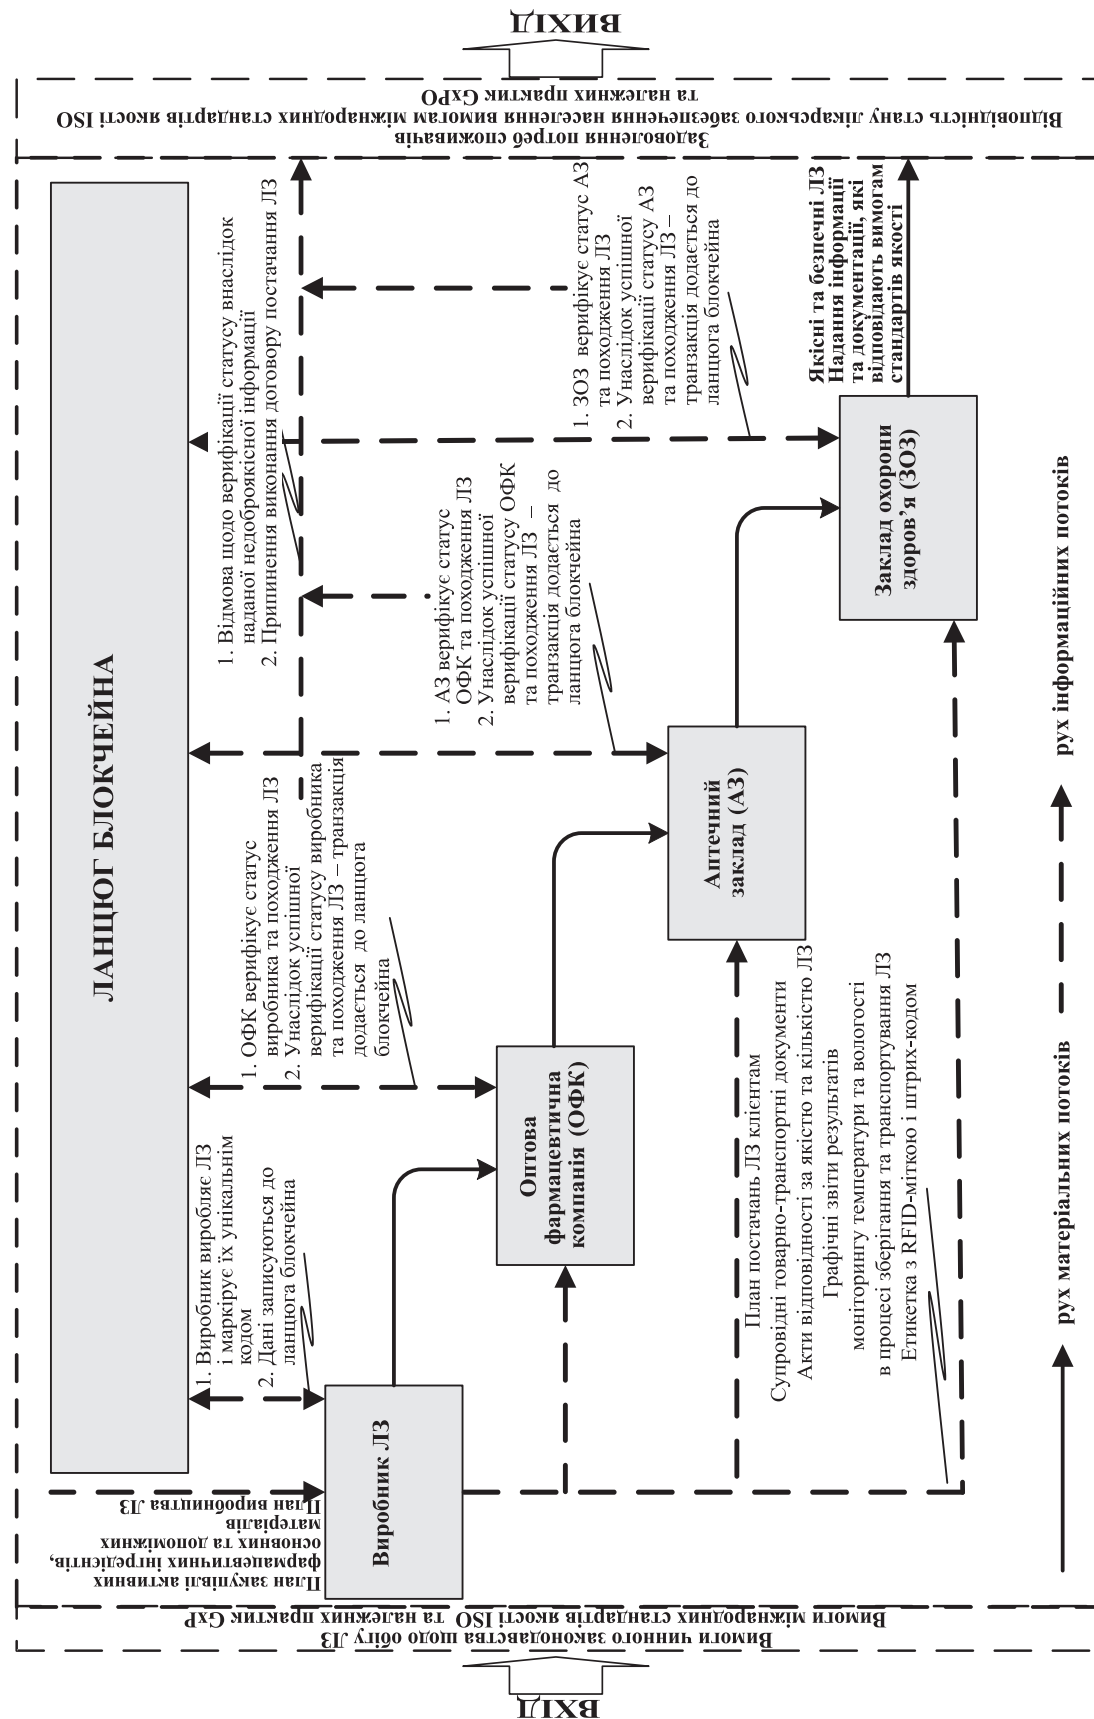 ВХІД
Вимоги чинного законодавства щодо обігу ЛЗ
Вимоги міжнародних стандартів якості ISO та належних практик GxP
План закупівлі активних
фармацевтичних інгредієнтів,
основних та допоміжних
матеріалів
План виробництва ЛЗ
ЛАНЦЮГ БЛОКЧЕЙНА
Виробник ЛЗ
1. Виробник виробляє ЛЗ
і маркірує їх унікальнім
кодом
2. Дані записуються до
ланцюга блокчейна
Оптова
фармацевтична
компанія (ОФК)
1. ОФК верифікує статус
виробника та походження ЛЗ
2. Унаслідок успішної
верифікації статусу виробника
та походження ЛЗ – транзакція
додається до ланцюга
блокчейна
Аптечний
заклад (АЗ)
1. АЗ верифікує статус
ОФК та походження ЛЗ
2. Унаслідок успішної
верифікації статусу ОФК
та походження ЛЗ –
транзакція додається до
ланцюга блокчейна
1. Відмова щодо верифікації статусу внаслідок
наданої недоброякісної інформації
2. Припинення виконання договору постачання ЛЗ
Заклад охорони
здоров’я (ЗОЗ)
1. ЗОЗ верифікує статус АЗ
та походження ЛЗ
2. Унаслідок успішної
верифікації статусу АЗ
та походження ЛЗ –
транзакція додається до
ланцюга блокчейна
Якісні та безпечні ЛЗ
Надання інформації
та документації, які
відповідають вимогам
стандартів якості
План постачань ЛЗ клієнтам
Супровідні товарно-транспортні документи
Акти відповідності за якістю та кількістю ЛЗ
Графічні звіти результатів
моніторингу температури та вологості
в процесі зберігання та транспортування ЛЗ
Етикетка з RFID-міткою і штрих-кодом
рух матеріальних потоків
рух інформаційних потоків
Задоволення потреб споживачів
Відповідність стану лікарського забезпечення населення вимогам міжнародних стандартів якості ISO
та належних практик GxPO
ВИХІД